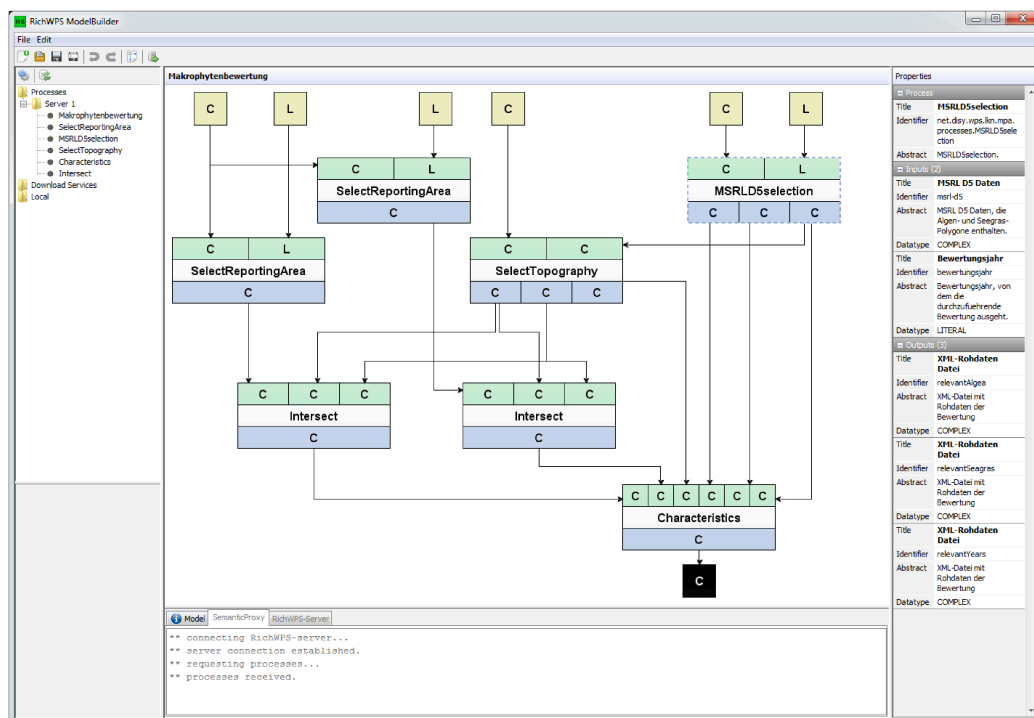 RichWPS ModelBuilder
File Edit
Processes
Server 1
Makrophytenbewertung
SelectReportingArea
MSRLD5selection
SelectTopography
Characteristics
Intersect
Download Services
Local
Makrophytenbewertung
C L L C C L
C L
SelectReportingArea
C
C L
MSRLD5selection
C C C
C L
SelectReportingArea
C
C C
SelectTopography
C C C
C C C
Intersect
C
C C C
Intersect
C
C C C C C C
Characteristics
C
C
Model SemanticProxy RichWPS-Server
** connecting RichWPS-server...
** server connection established.
** requesting processes...
** processes received.
Properties
Process
Title MSRLD5selection
Identifier net.disy.wps.lkn.mpa.
processes.MSRLD5sele
ction
Abstract MSRLD5selection.
Inputs (2)
Title MSRL D5 Daten
Identifier msrl-d5
Abstract MSRL D5 Daten, die
Algen- und Seegras-
Polygone enthalten.
Datatype COMPLEX
Title Bewertungsjahr
Identifier bewertungsjahr
Abstract Bewertungsjahr, von
dem die
durchzufuehrende
Bewertung ausgeht.
Datatype LITERAL
Outputs (3)
Title XML-Rohdaten
Datei
Identifier relevantAlgea
Abstract XML-Datei mit
Rohdaten der
Bewertung
Datatype COMPLEX
Title XML-Rohdaten
Datei
Identifier relevantSeagras
Abstract XML-Datei mit
Rohdaten der
Bewertung
Datatype COMPLEX
Title XML-Rohdaten
Datei
Identifier relevantYears
Abstract XML-Datei mit
Rohdaten der
Bewertung
Datatype COMPLEX